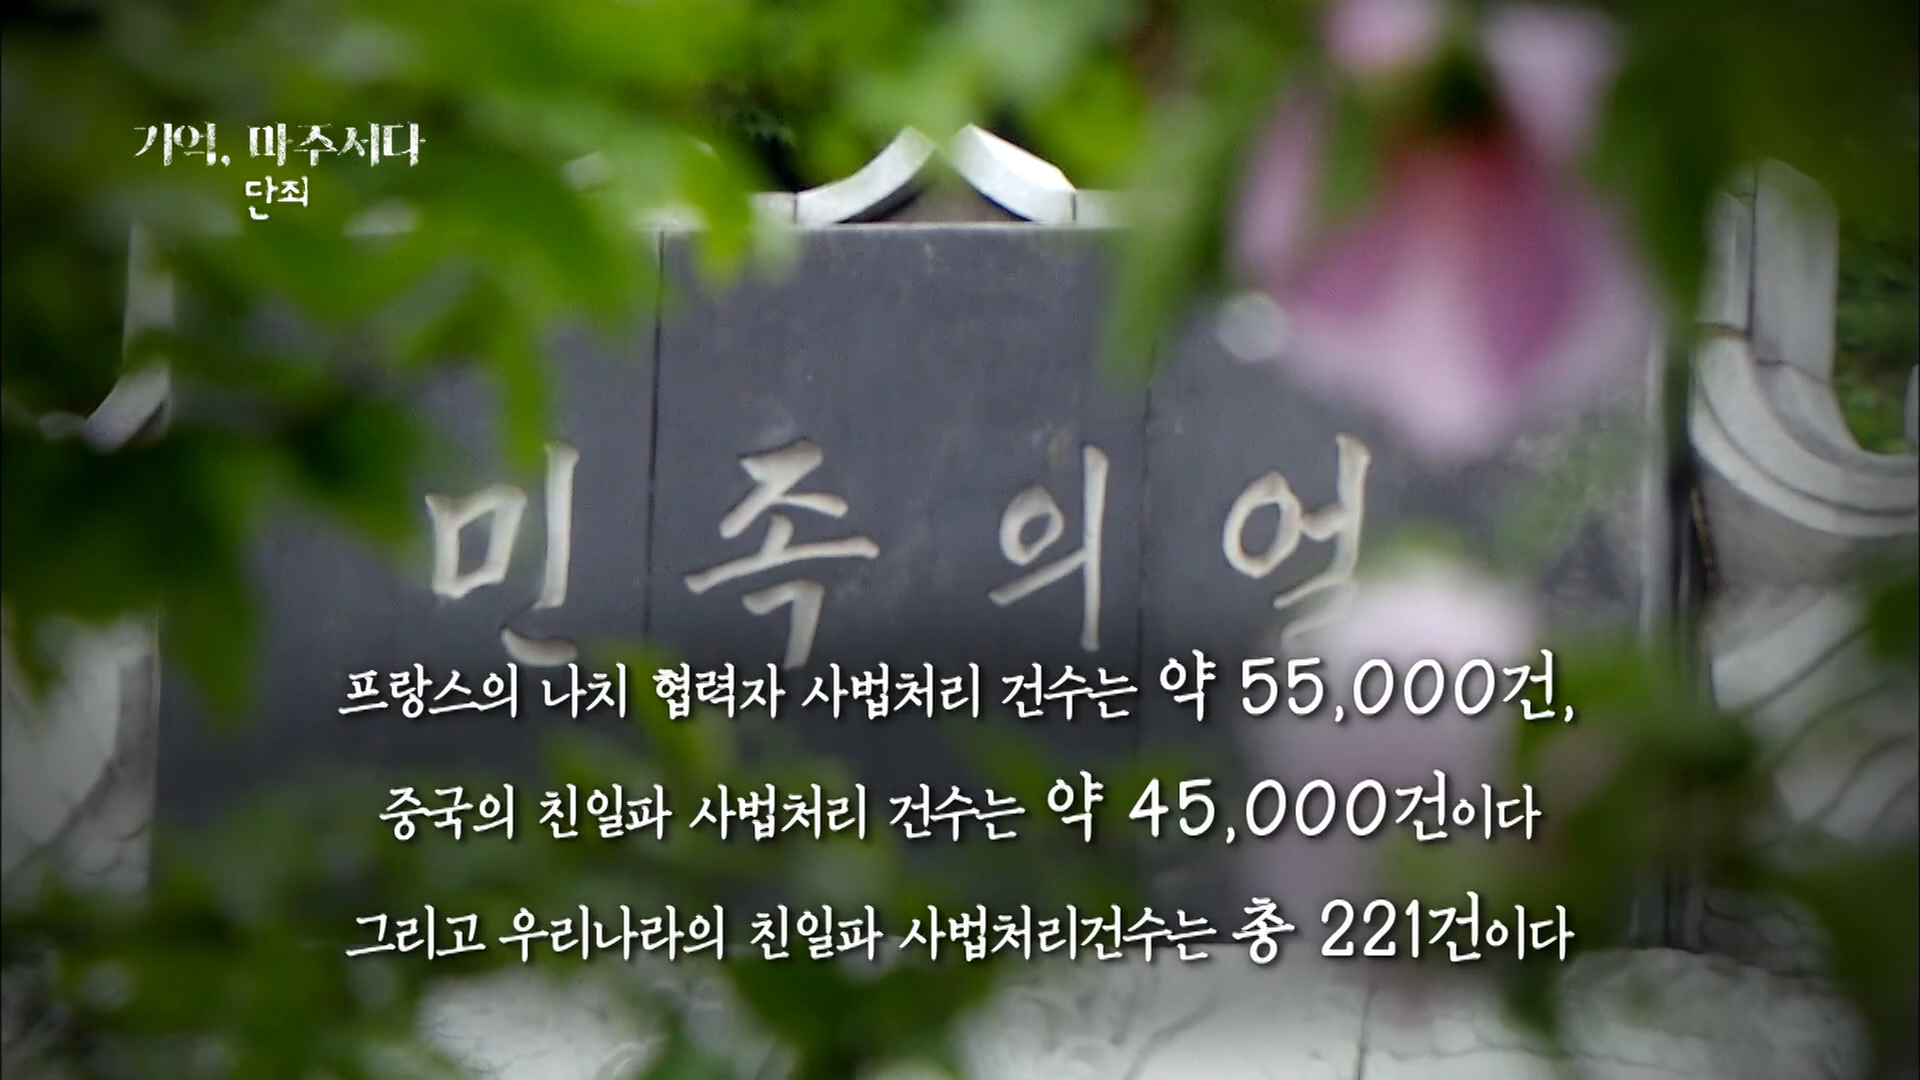 기억, 마주서다
단죄
민족의 얼
프랑스의 나치 협력자 사법처리 건수는 약 55,000건,
중국의 친일파 사법처리 건수는 약 45,000건이다
그리고 우리나라의 친일파 사법처리건수는 총 221건이다